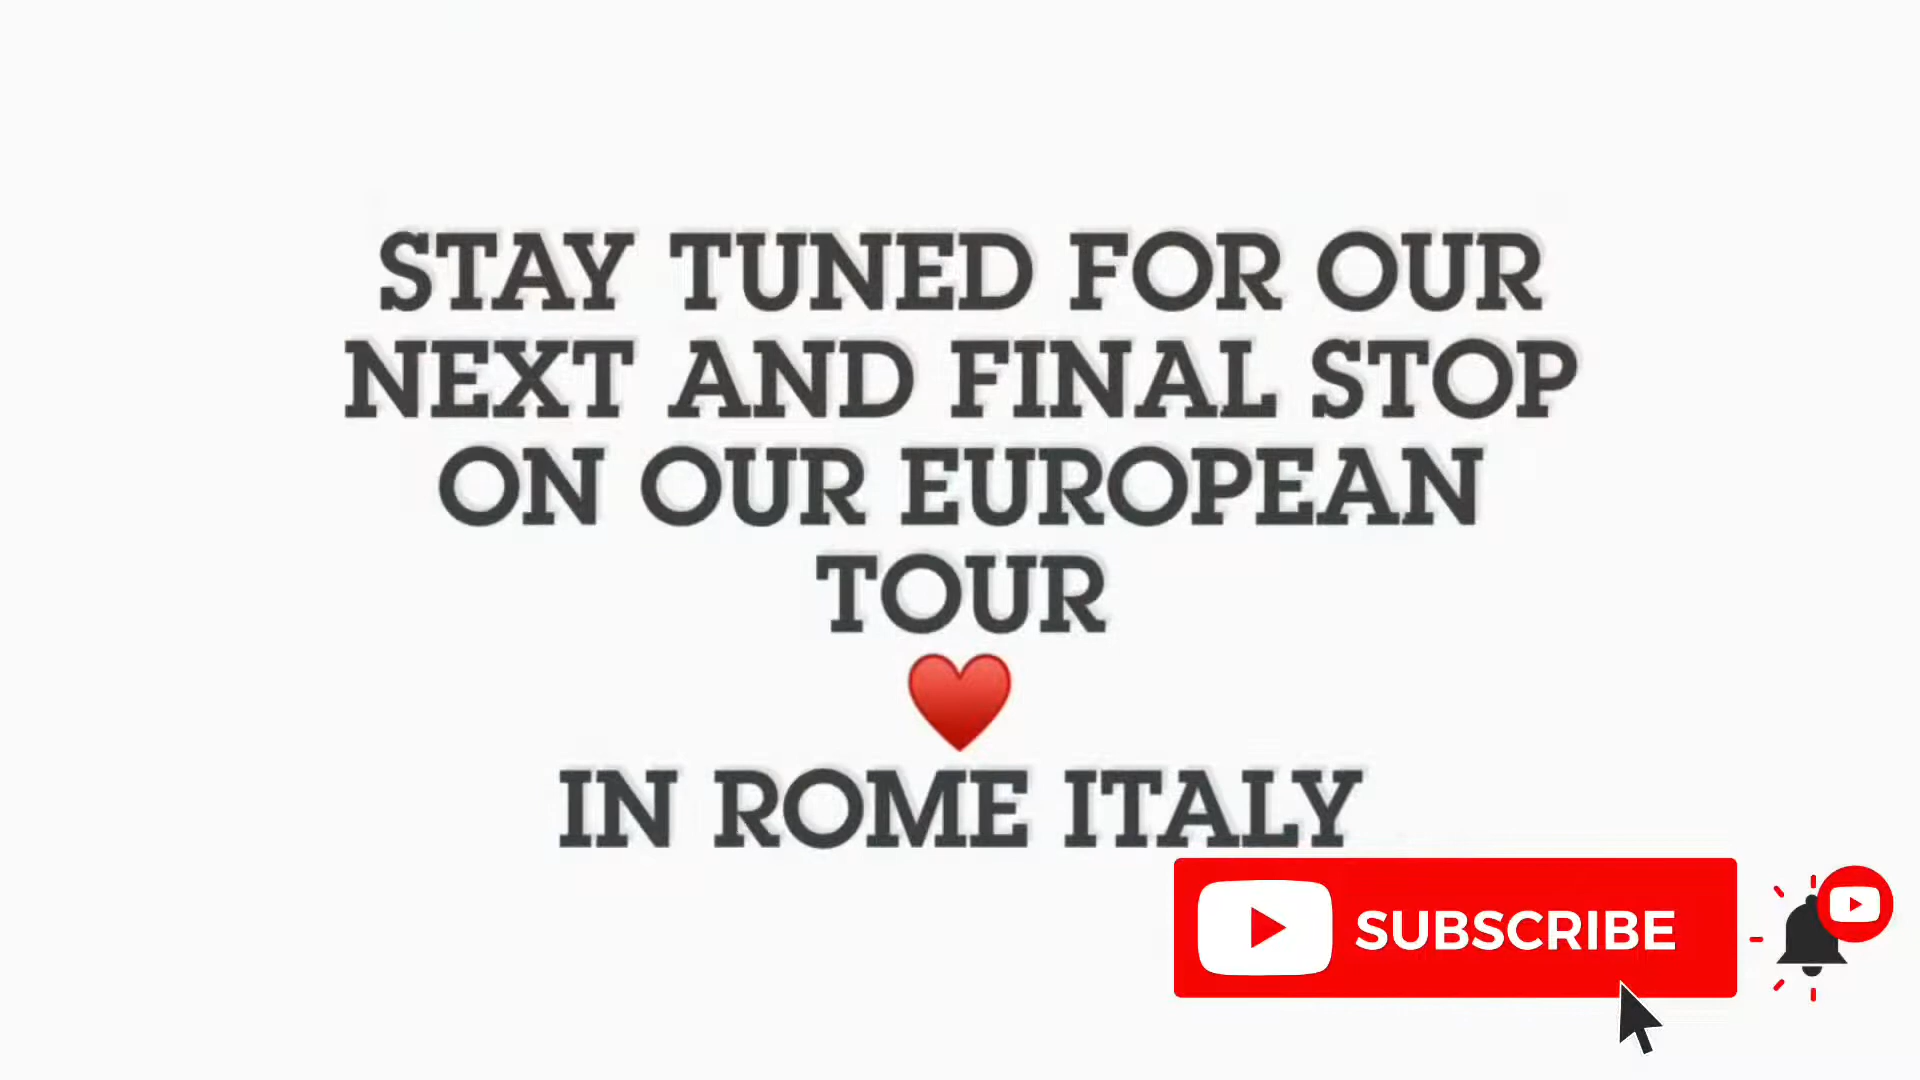 STAY TUNED FOR OUR
NEXT AND FINAL STOP
ON OUR EUROPEAN
TOUR
IN ROME ITALY
SUBSCRIBE